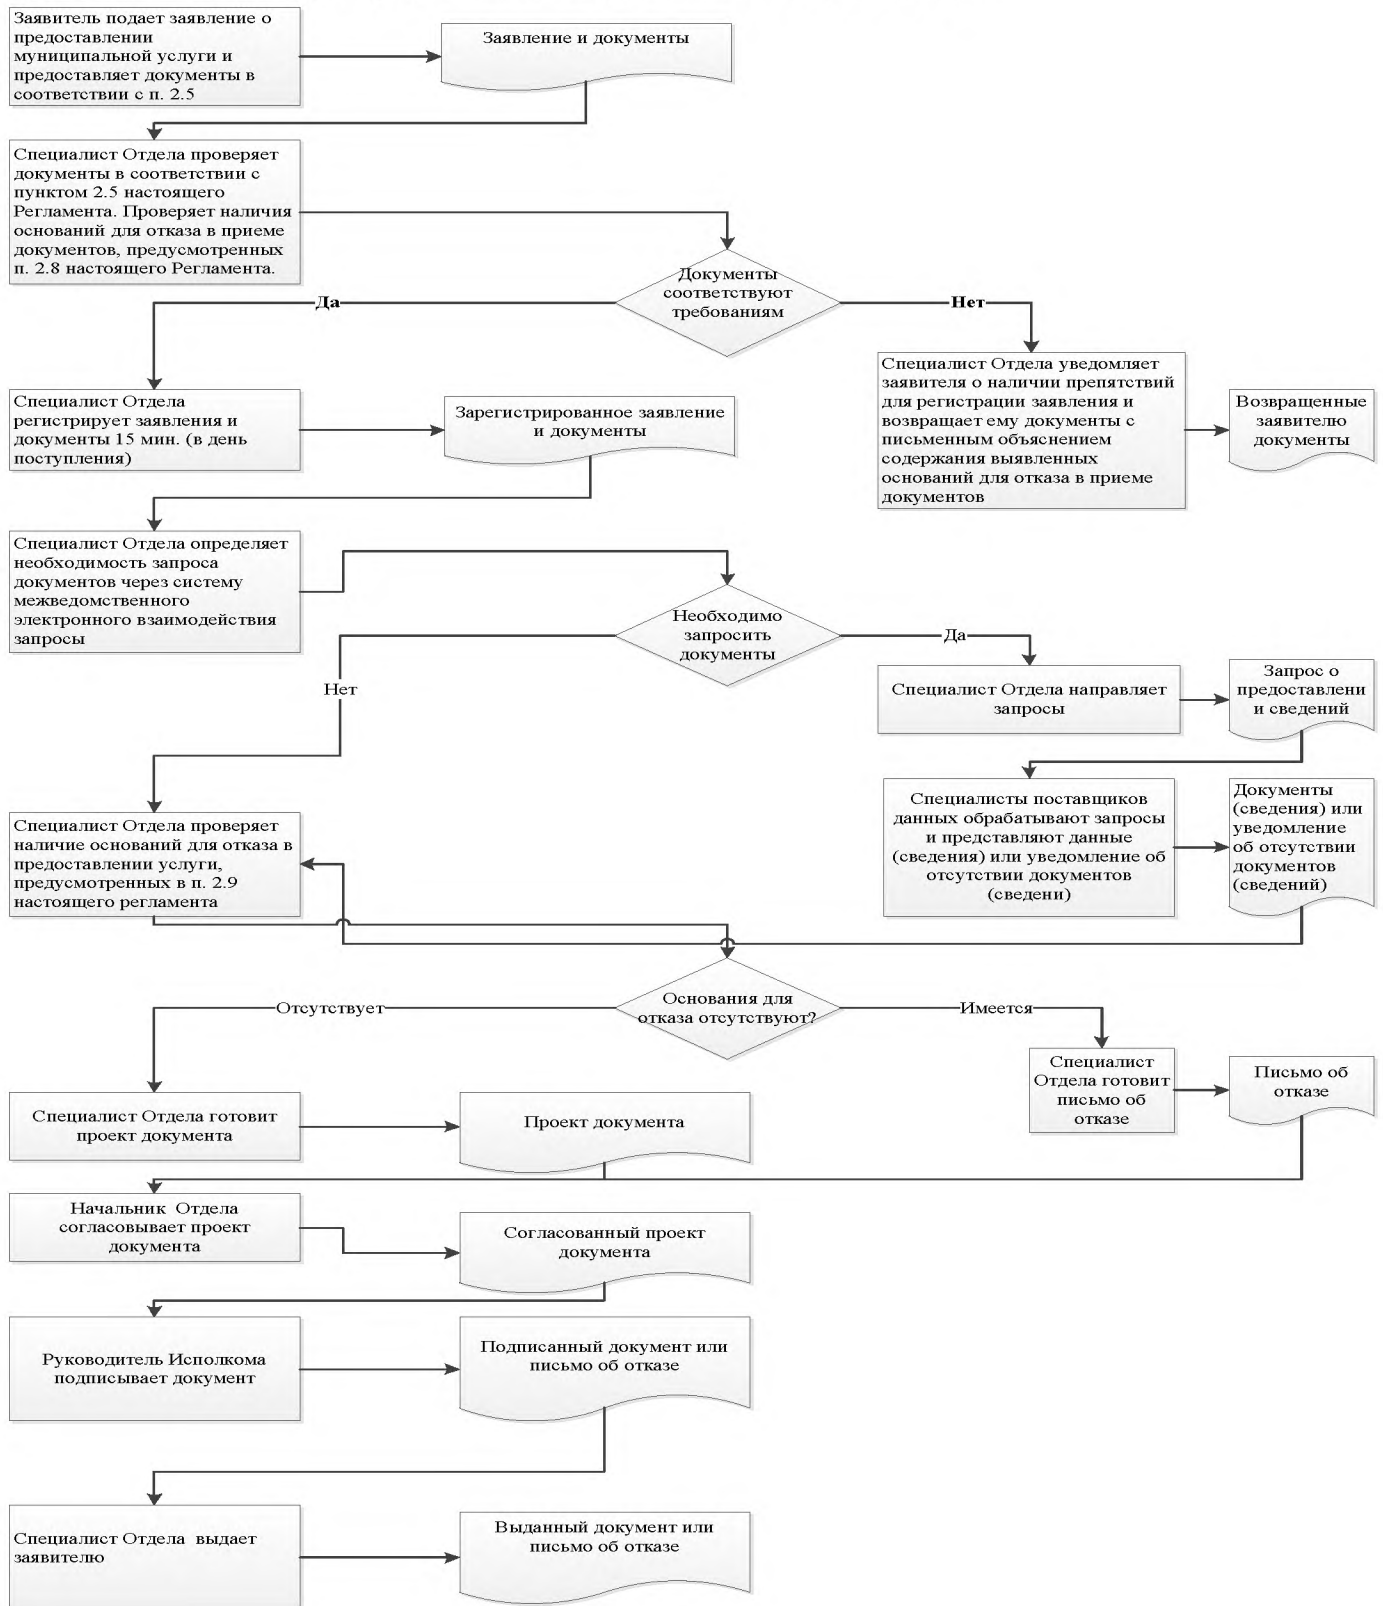 Заявитель подает заявление о
предоставлении
муниципальной услуги и
предоставляет документы в
соответствии с п. 2.5
Заявление и документы
Специалист Отдела проверяет
документы в соответствии с
пунктом 2.5 настоящего
Регламента. Проверяет наличия
оснований для отказа в приеме
документов, предусмотренных
п. 2.8 настоящего Регламента.
Документы
соответствуют
требованиям
Да
Нет
Специалист Отдела
регистрирует заявления и
документы 15 мин. (в день
поступления)
Зарегистрированное заявление
и документы
Специалист Отдела уведомляет
заявителя о наличии препятствий
для регистрации заявления и
возвращает ему документы с
письменным объяснением
содержания выявленных
оснований для отказа в приеме
документов
Возвращенные
заявителю
документы
Специалист Отдела определяет
необходимость запроса
документов через систему
межведомственного
электронного взаимодействия
запросы
Необходимо
запросить
документы
Да
Нет
Специалист Отдела направляет
запросы
Запрос о
предоставлени
и сведений
Специалисты поставщиков
данных обрабатывают запросы
и представляют данные
(сведения) или уведомление об
отсутствии документов
(сведени)
Документы
(сведения) или
уведомление
об отсутствии
документов
(сведений)
Специалист Отдела проверяет
наличие оснований для отказа в
предоставлении услуги,
предусмотренных в п. 2.9
настоящего регламента
Основания для
отказа отсутствуют?
Отсутствует
Имеется
Специалист
Отдела готовит
письмо об
отказе
Письмо об
отказе
Специалист Отдела готовит
проект документа
Проект документа
Начальник Отдела
согласовывает проект
документа
Согласованный проект
документа
Руководитель Исполкома
подписывает документ
Подписанный документ или
письмо об отказе
Специалист Отдела выдает
заявителю
Выданный документ или
письмо об отказе